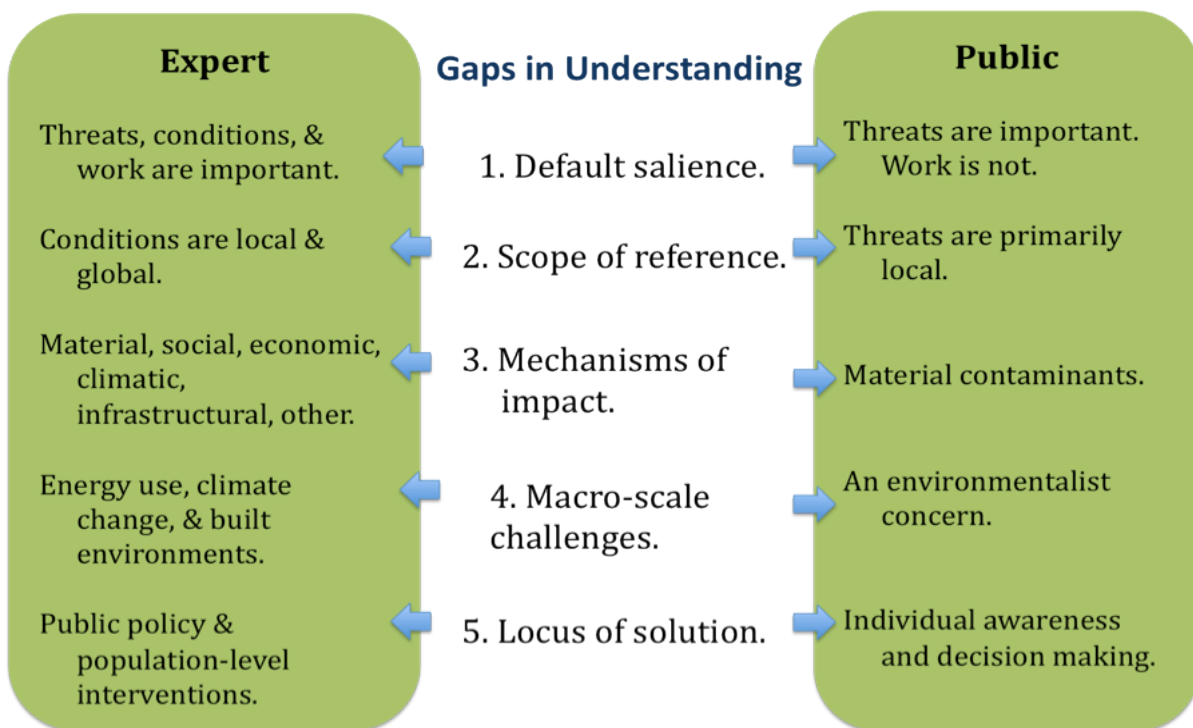 Expert
Threats, conditions, &
work are important.
Conditions are local &
global.
Material, social, economic,
climatic,
infrastructural, other.
Energy use, climate
change, & built
environments.
Public policy &
population-level
interventions.
Gaps in Understanding
1. Default salience.
2. Scope of reference.
3. Mechanisms of
impact.
4. Macro-scale
challenges.
5. Locus of solution.
Public
Threats are important.
Work is not.
Threats are primarily
local.
Material contaminants.
An environmentalist
concern.
Individual awareness
and decision making.